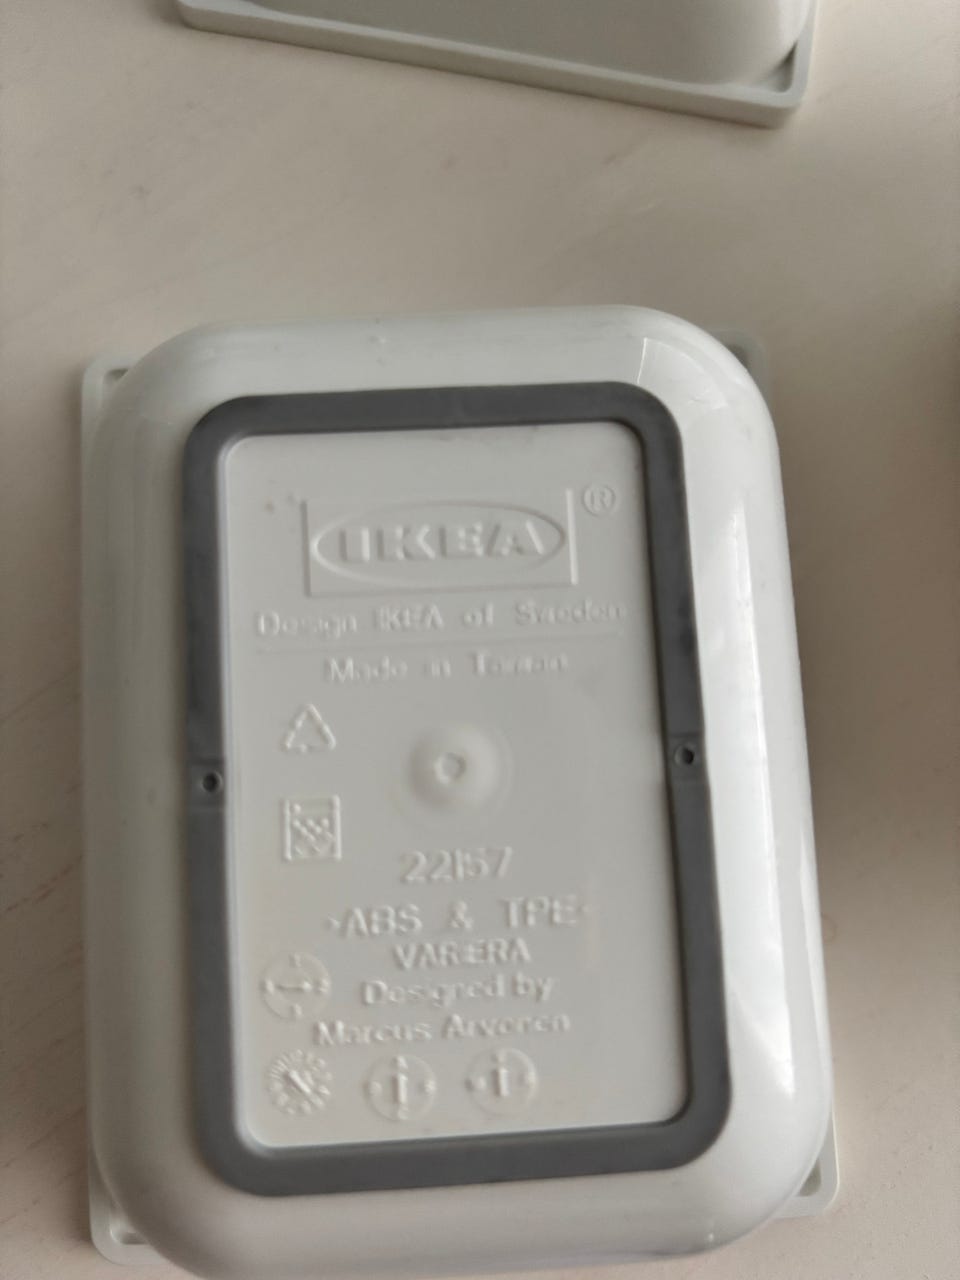 IKEA ®
Design IKEA of Sweden
Made in Taiwan
22157
>ABS & TPE<
VARIERA
Designed by
Marcus Arvonen